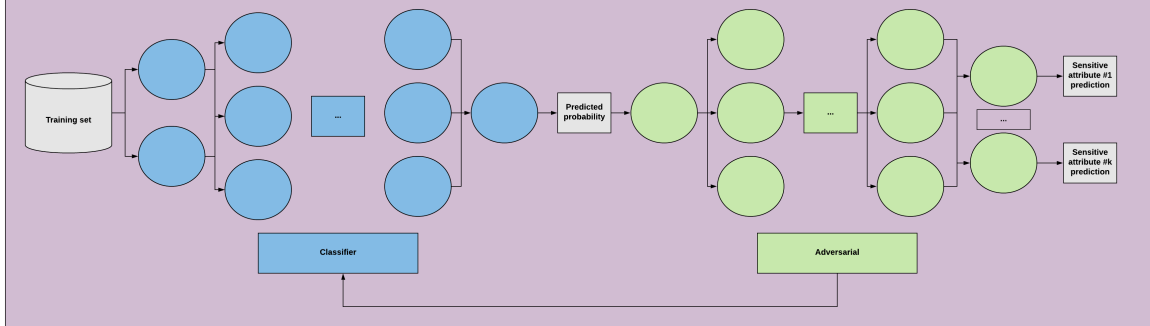 Training set
...
Predicted
probability
...
Sensitive
attribute #1
prediction
...
Sensitive
attribute #k
prediction
Classifier
Adversarial